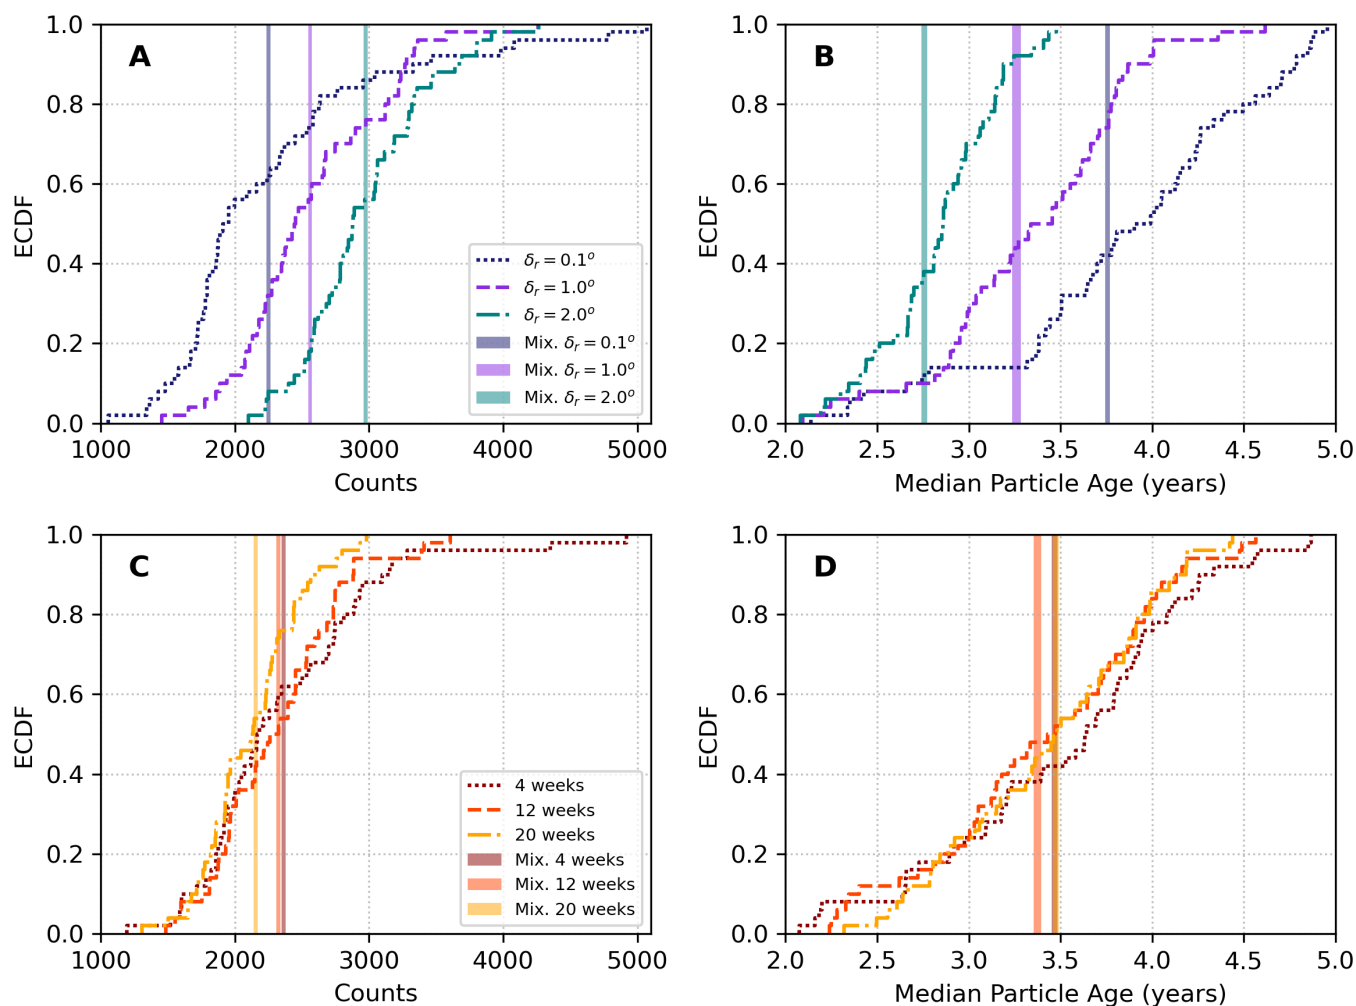 A
ECDF
1.0
0.8
0.6
0.4
0.2
0.0
1000 2000 3000 4000 5000
Counts
δr = 0.1o
δr = 1.0o
δr = 2.0o
Mix. δr = 0.1o
Mix. δr = 1.0o
Mix. δr = 2.0o
B
ECDF
1.0
0.8
0.6
0.4
0.2
0.0
2.0 2.5 3.0 3.5 4.0 4.5 5.0
Median Particle Age (years)
C
ECDF
1.0
0.8
0.6
0.4
0.2
0.0
1000 2000 3000 4000 5000
Counts
4 weeks
12 weeks
20 weeks
Mix. 4 weeks
Mix. 12 weeks
Mix. 20 weeks
D
ECDF
1.0
0.8
0.6
0.4
0.2
0.0
2.0 2.5 3.0 3.5 4.0 4.5 5.0
Median Particle Age (years)